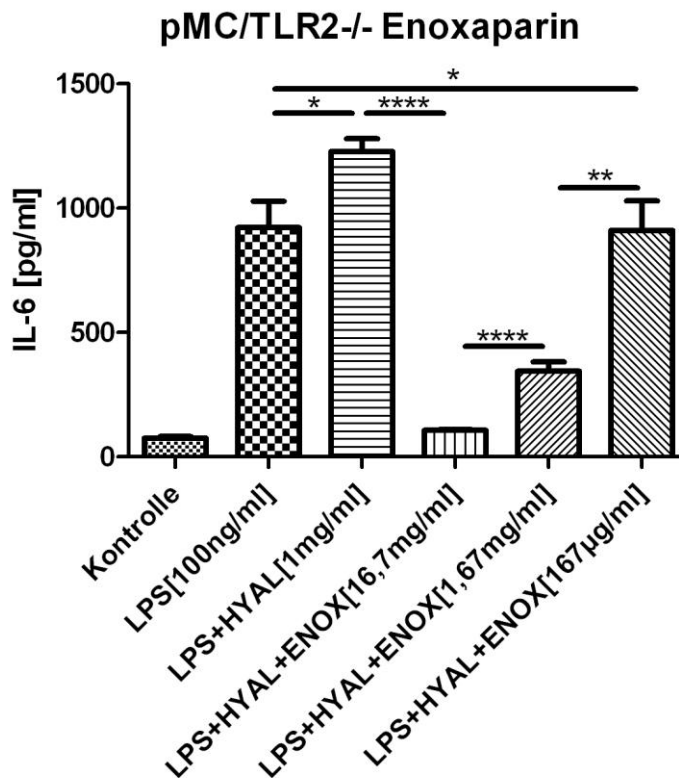 pMC/TLR2-/- Enoxaparin
IL-6 [pg/ml]
1500
1000
500
0
*
* ****
**
****
Kontrolle
LPS[100ng/ml]
LPS+HYAL[1mg/ml]
LPS+HYAL+ENOX[16,7mg/ml]
LPS+HYAL+ENOX[1,67mg/ml]
LPS+HYAL+ENOX[167µg/ml]